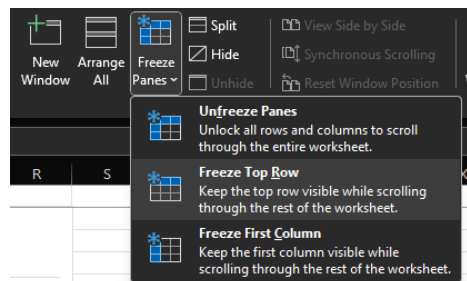 New
Window
Arrange
All
Freeze
Panes
Split
Hide
Unhide
View Side by Side
Synchronous Scrolling
Reset Window Position
Unfreeze Panes
Unlock all rows and columns to scroll
through the entire worksheet.
Freeze Top Row
Keep the top row visible while scrolling
through the rest of the worksheet.
Freeze First Column
Keep the first column visible while
scrolling through the rest of the worksheet.
R
S